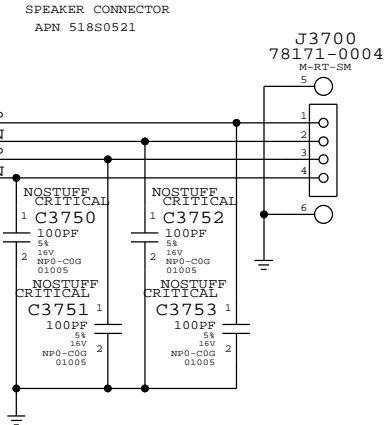 SPEAKER CONNECTOR
APN 518S0521
J3700
78171-0004
M-RT-SM
5
1
2
3
4
6
P
N
P
N
NOSTUFF
CRITICAL
1 C3750
100PF
5%
16V
2 NP0-C0G
01005
NOSTUFF
CRITICAL
1 C3752
100PF
5%
16V
2 NP0-C0G
01005
NOSTUFF
CRITICAL
C3751 1
100PF
5%
16V
NP0-C0G 2
01005
NOSTUFF
CRITICAL
C3753 1
100PF
5%
16V
NP0-C0G 2
01005